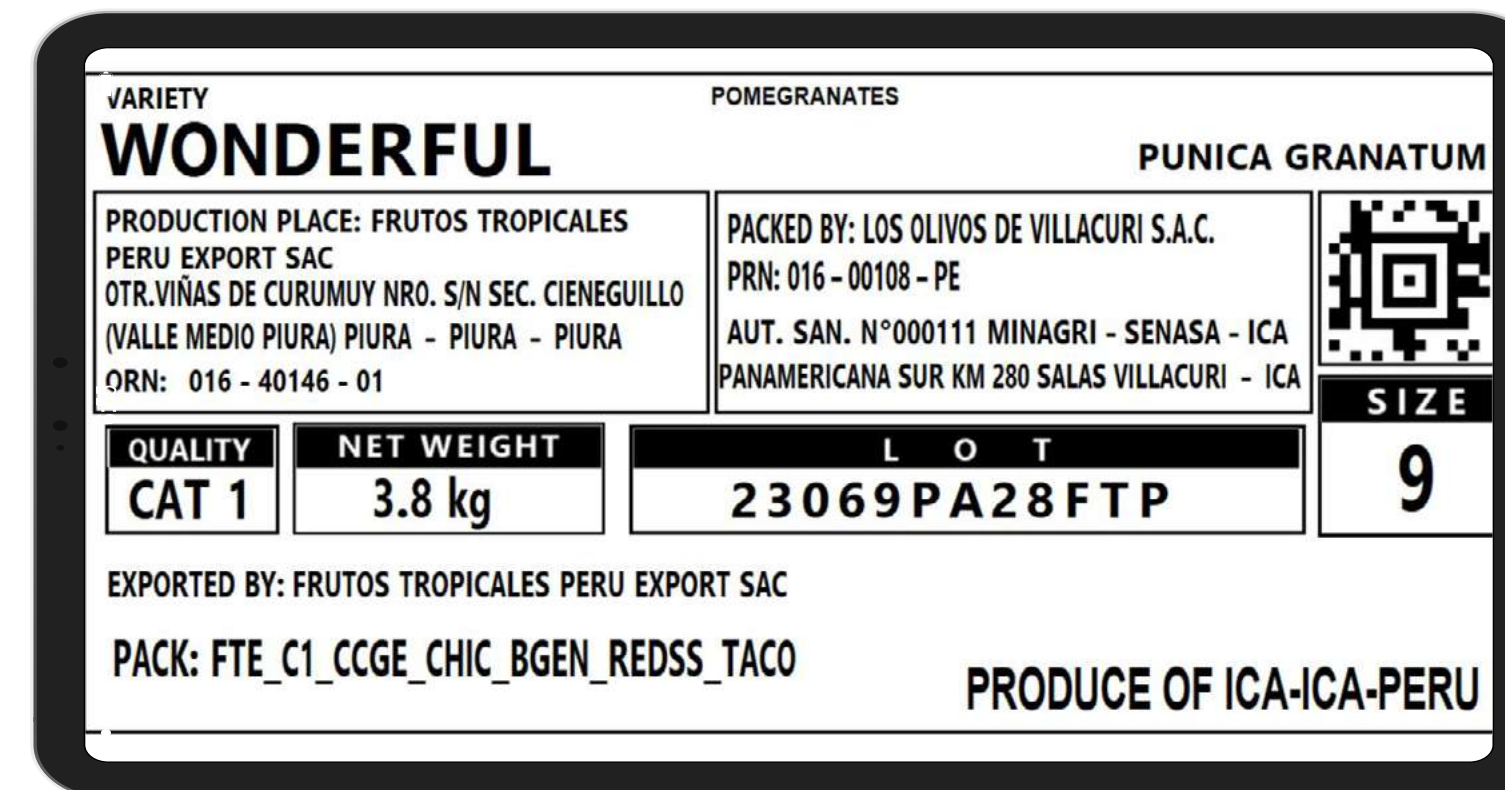 VARIETY
POMEGRANATES
WONDERFUL
PUNICA GRANATUM
PRODUCTION PLACE: FRUTOS TROPICALES
PERU EXPORT SAC
OTR.VIÑAS DE CURUMUY NRO. S/N SEC. CIENEGUILLO
(VALLE MEDIO PIURA) PIURA - PIURA - PIURA
ORN: 016 - 40146 - 01
PACKED BY: LOS OLIVOS DE VILLACURI S.A.C.
PRN: 016 – 00108 – PE
AUT. SAN. N°000111 MINAGRI - SENASA - ICA
PANAMERICANA SUR KM 280 SALAS VILLACURI - ICA
SIZE
9
QUALITY
CAT 1
NET WEIGHT
3.8 kg
LOT
23069PA28FTP
EXPORTED BY: FRUTOS TROPICALES PERU EXPORT SAC
PACK: FTE_C1_CCGE_CHIC_BGEN_REDSS_TACO
PRODUCE OF ICA-ICA-PERU